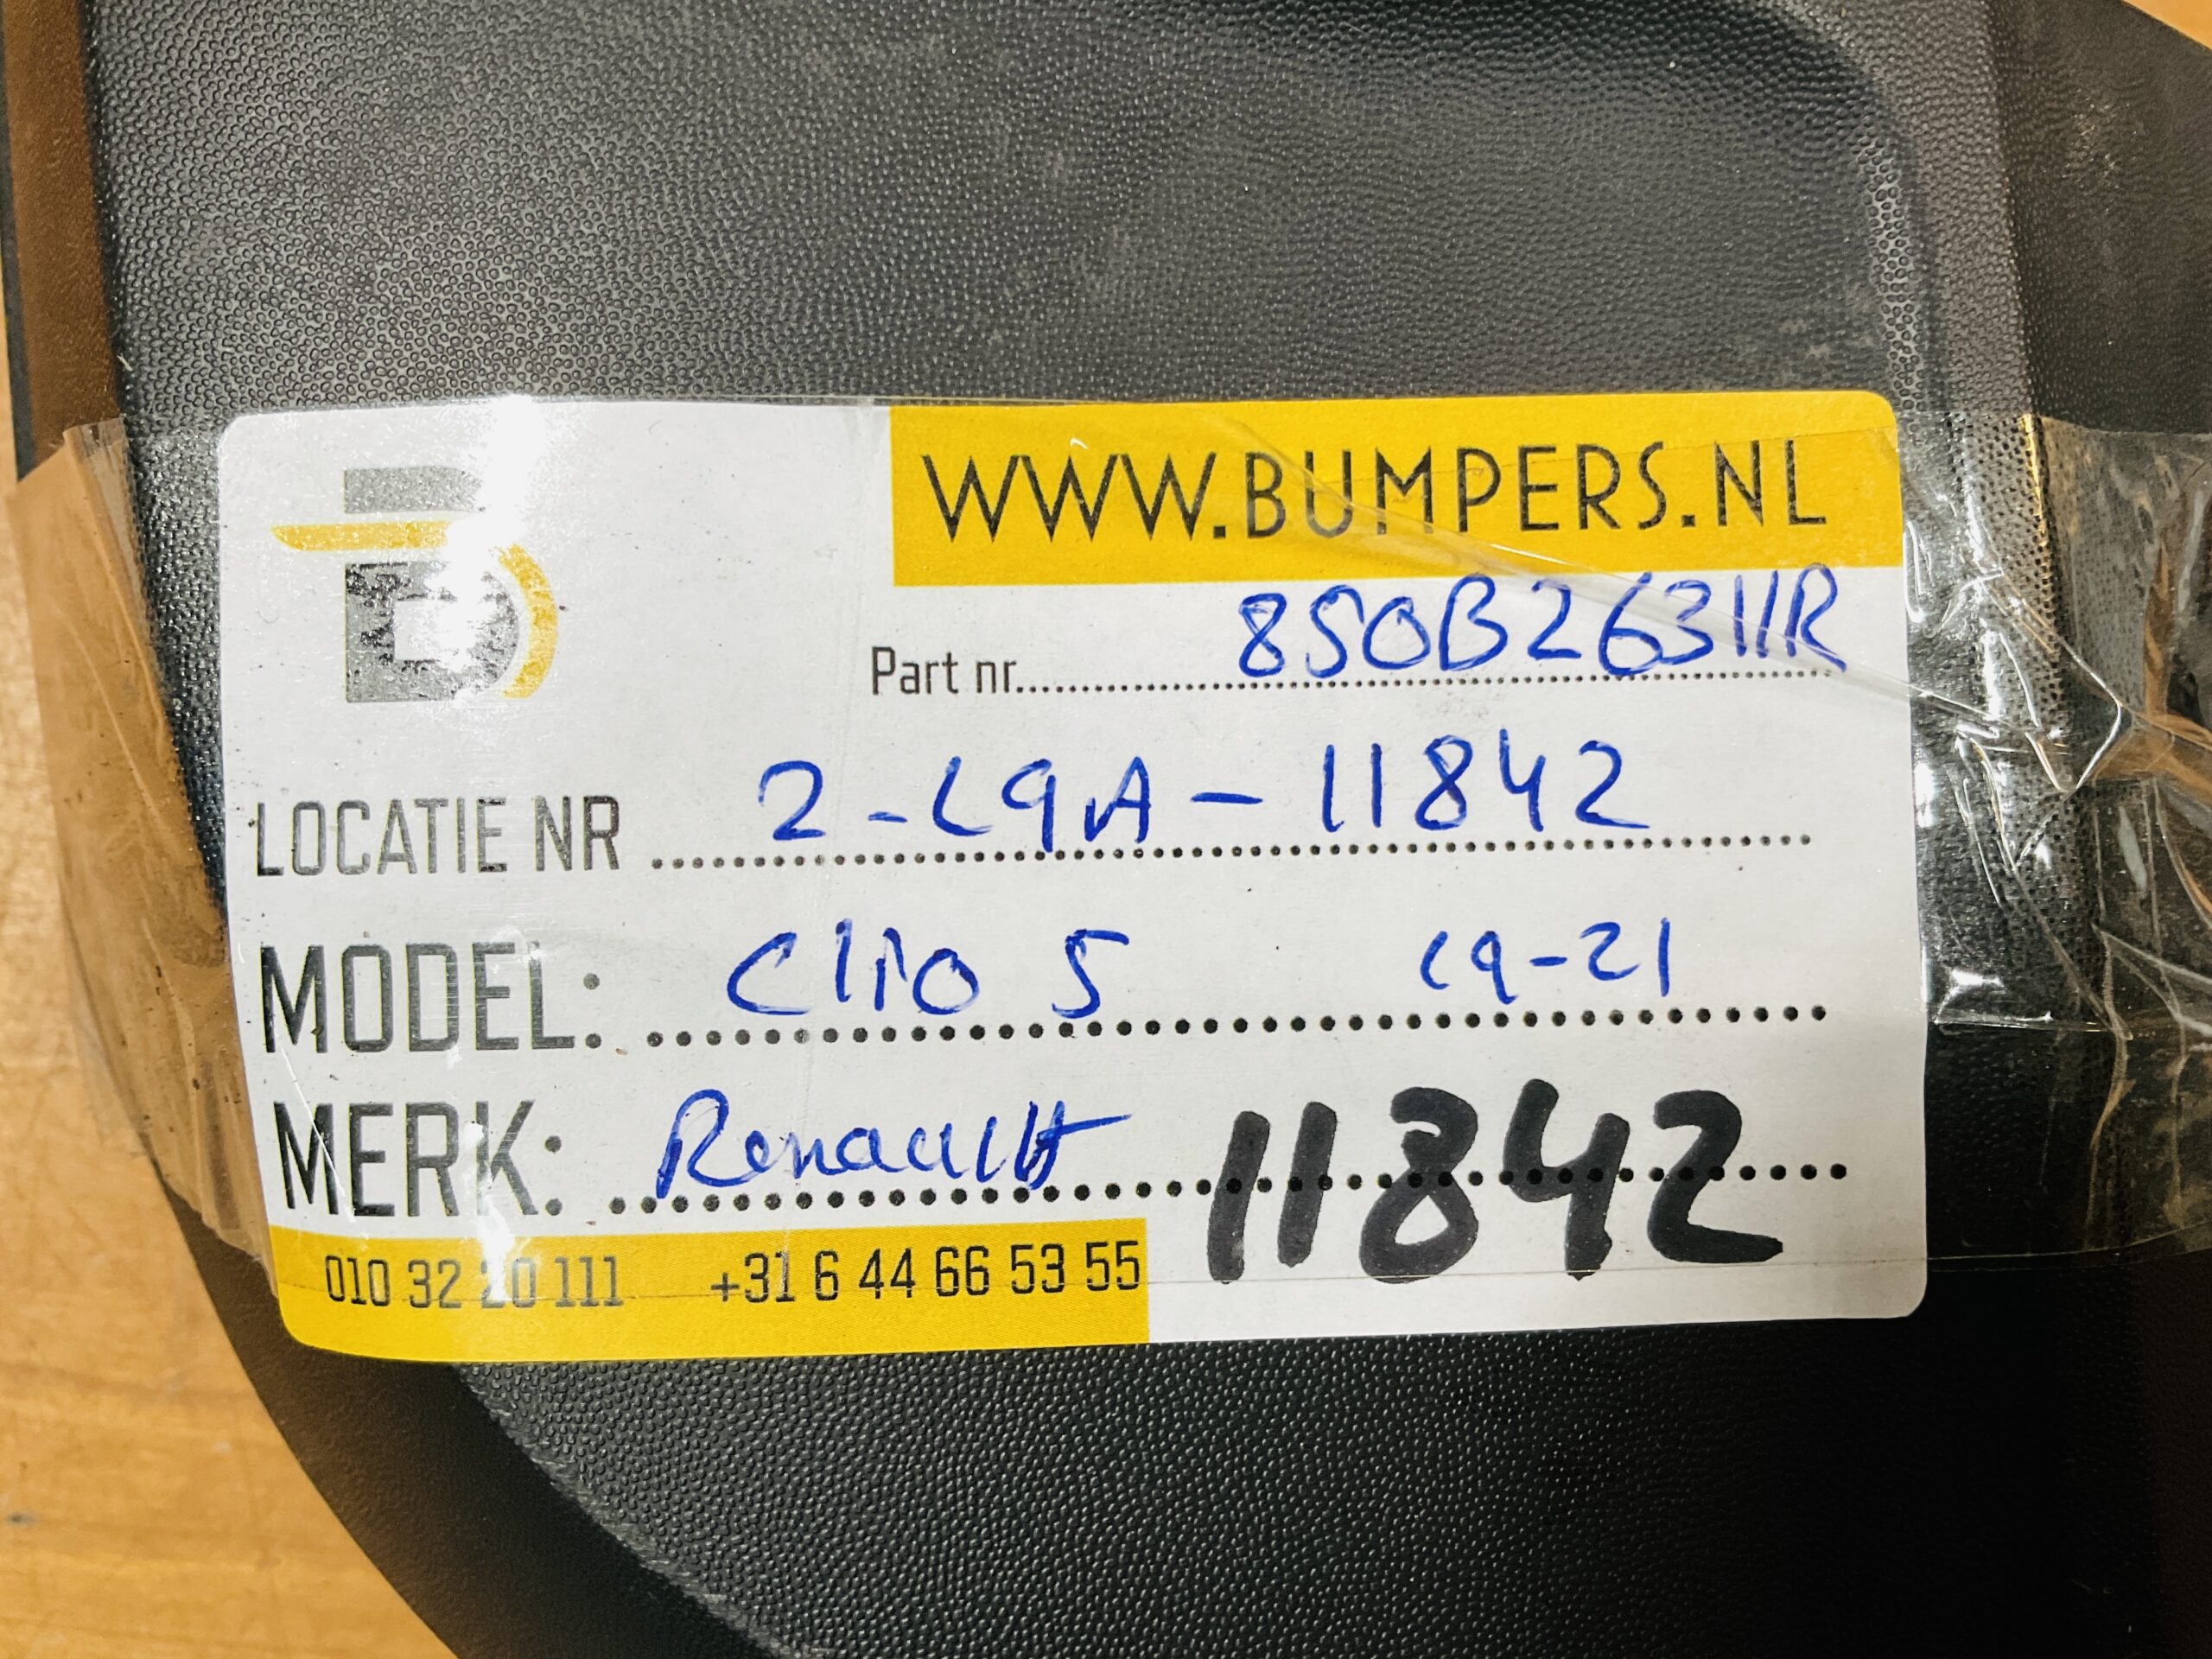 WWW.BUMPERS.NL
Part nr. 850B26311R
LOCATIE NR 2-L9A-11842
MODEL: Clio 5 19-21
MERK: Renault 11842
010 32 20 111 +31 6 44 66 53 55